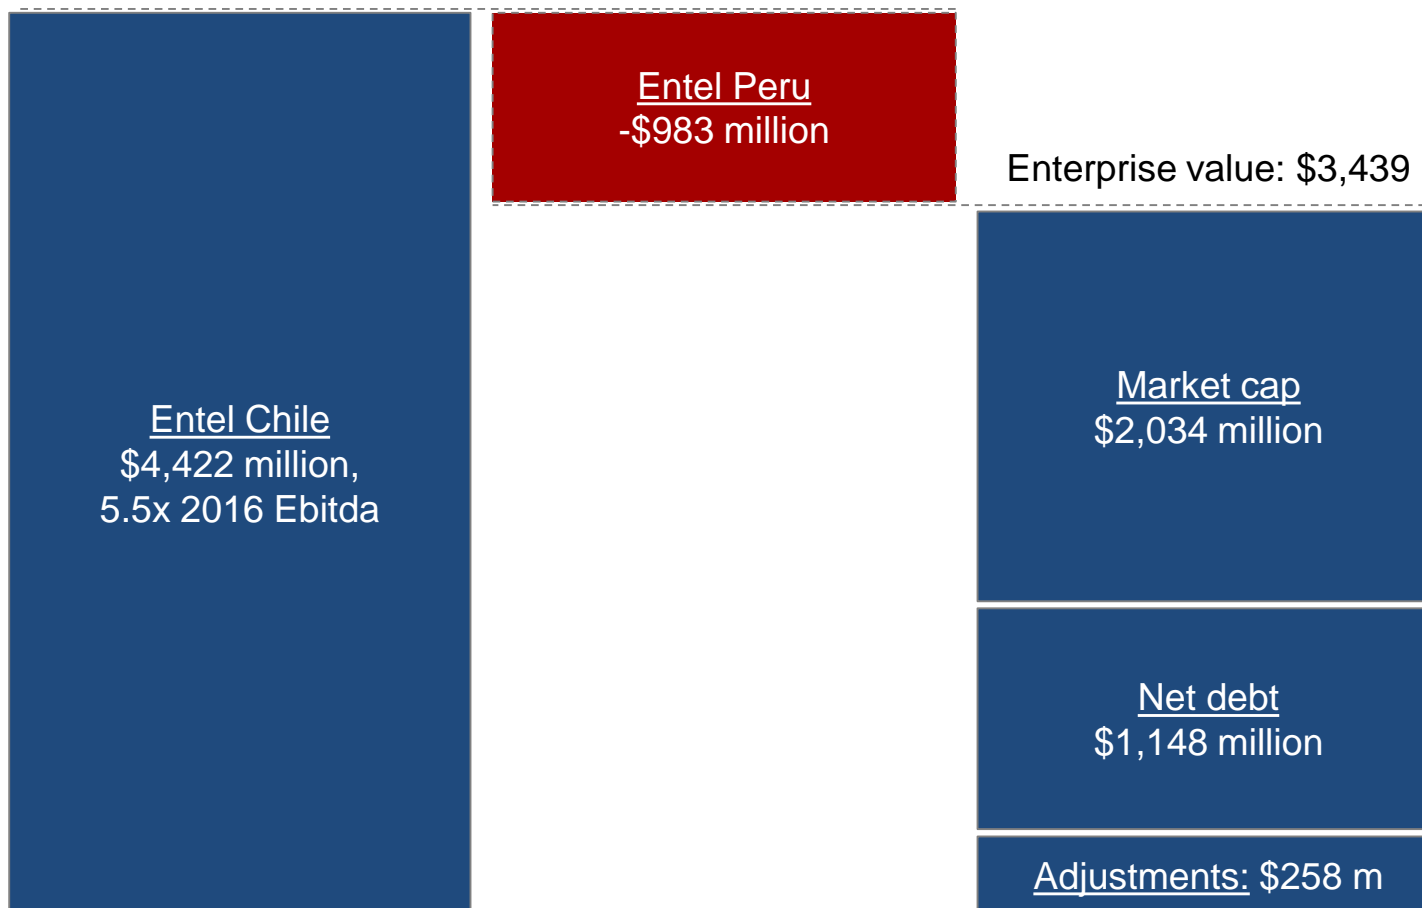 Entel Chile
$4,422 million,
5.5x 2016 Ebitda
Entel Peru
-$983 million
Enterprise value: $3,439
Market cap
$2,034 million
Net debt
$1,148 million
Adjustments: $258 m